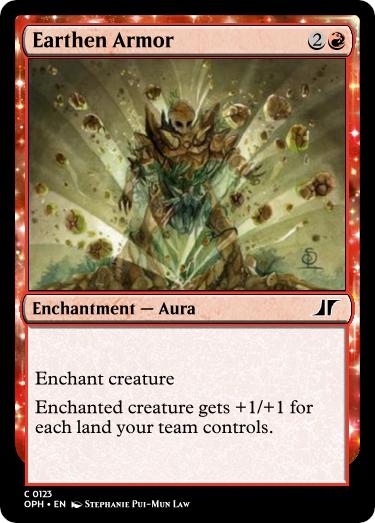 Earthen Armor 2
Enchantment — Aura
Enchant creature
Enchanted creature gets +1/+1 for
each land your team controls.
C 0123
OPH • EN Stephanie Pui-Mun Law